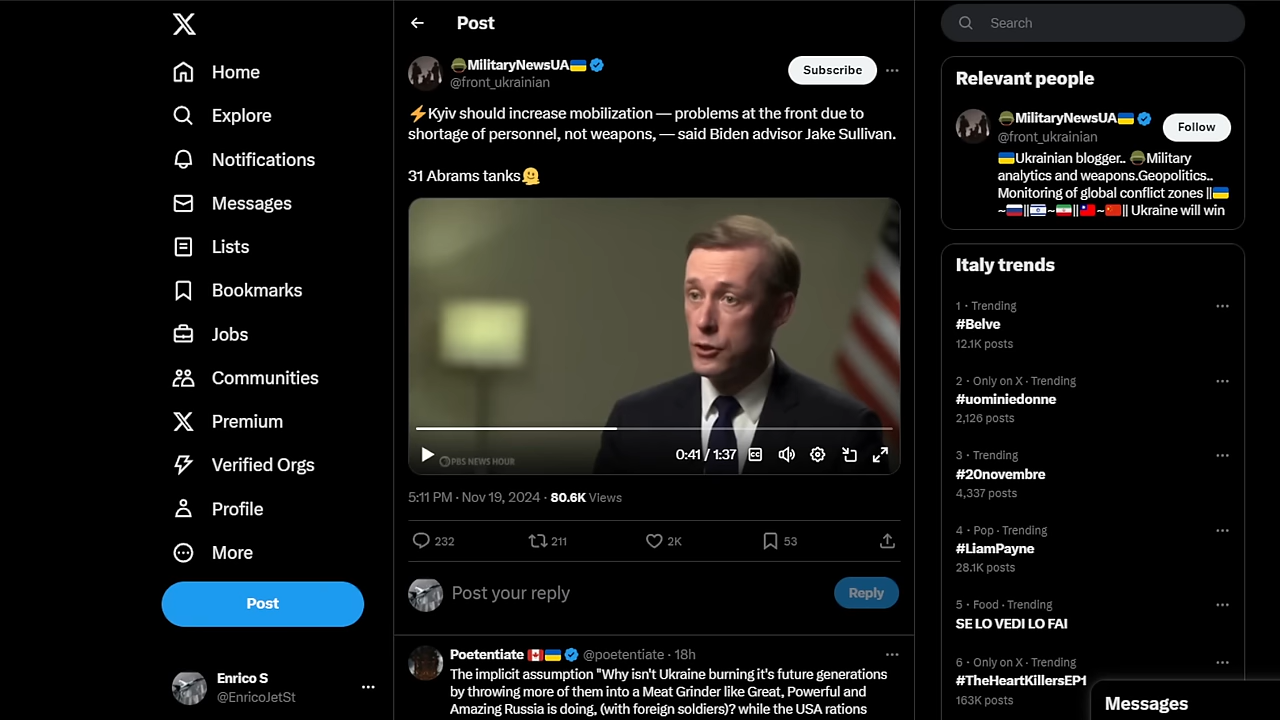 Home
Explore
Notifications
Messages
Lists
Bookmarks
Jobs
Communities
Premium
Verified Orgs
Profile
More
Post
Enrico S
@EnricoJetSt
Post
MilitaryNewsUA
@front_ukrainian
Subscribe
⚡Kyiv should increase mobilization — problems at the front due to
shortage of personnel, not weapons, — said Biden advisor Jake Sullivan.
31 Abrams tanks🫠
PBS NEWS HOUR
0:41 / 1:37
CC
5:11 PM · Nov 19, 2024 · 80.6K Views
232
211
2K
53
Post your reply
Reply
Poetentiate 🇨🇦🇺🇦 @poetentiate · 18h
The implicit assumption "Why isn't Ukraine burning it's future generations
by throwing more of them into a Meat Grinder like Great, Powerful and
Amazing Russia is doing, (with foreign soldiers)? while the USA rations
Search
Relevant people
MilitaryNewsUA
@front_ukrainian
Follow
🇺🇦Ukrainian blogger.. 🪖Military
analytics and weapons.Geopolitics..
Monitoring of global conflict zones ||🇺🇦
~🇷🇺||🇮🇱~🇮🇷||🇹🇼~🇨🇳|| Ukraine will win
Italy trends
1 · Trending
#Belve
12.1K posts
2 · Only on X · Trending
#uominiedonne
2,126 posts
3 · Trending
#20novembre
4,337 posts
4 · Pop · Trending
#LiamPayne
28.1K posts
5 · Food · Trending
SE LO VEDI LO FAI
6 · Only on X · Trending
#TheHeartKillersEP1
163K posts
Messages